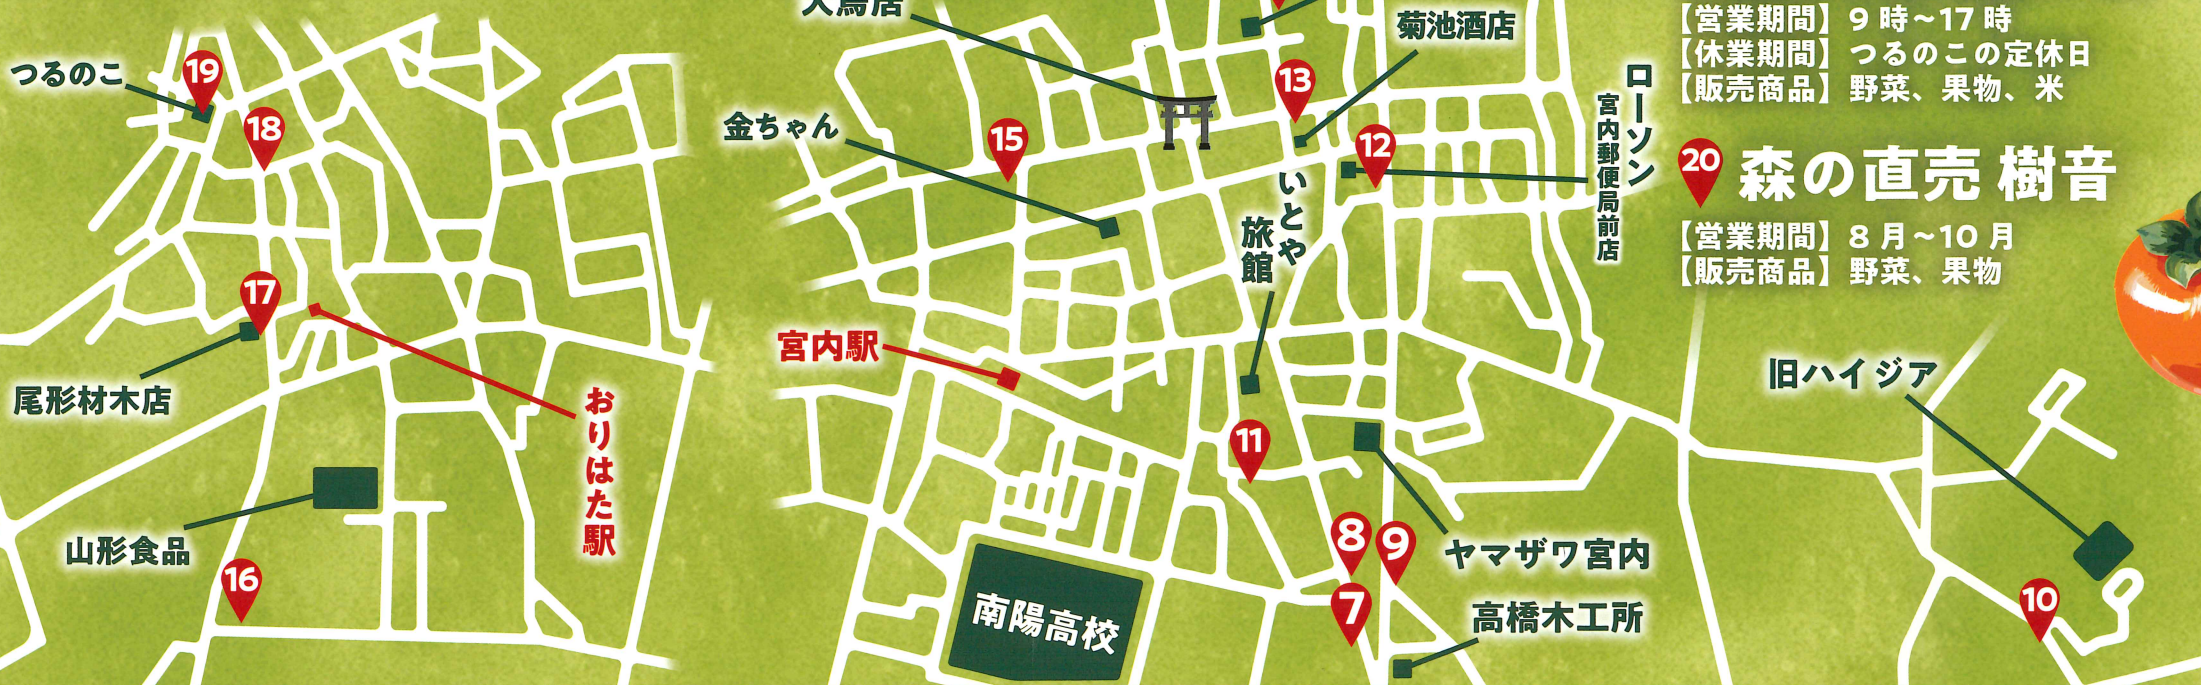 菊池酒店
つるのこ
19
18
13
金ちゃん
15
12
ローソン
宮内郵便局前店
いとや
旅館
17
宮内駅
尾形材木店
おりはた駅
11
山形食品
16
8
9
ヤマザワ宮内
7
高橋木工所
南陽高校
旧ハイジア
10
【営業期間】9時~17時
【休業期間】つるのこの定休日
【販売商品】野菜、果物、米
20 森の直売 樹音
【営業期間】8月~10月
【販売商品】野菜、果物